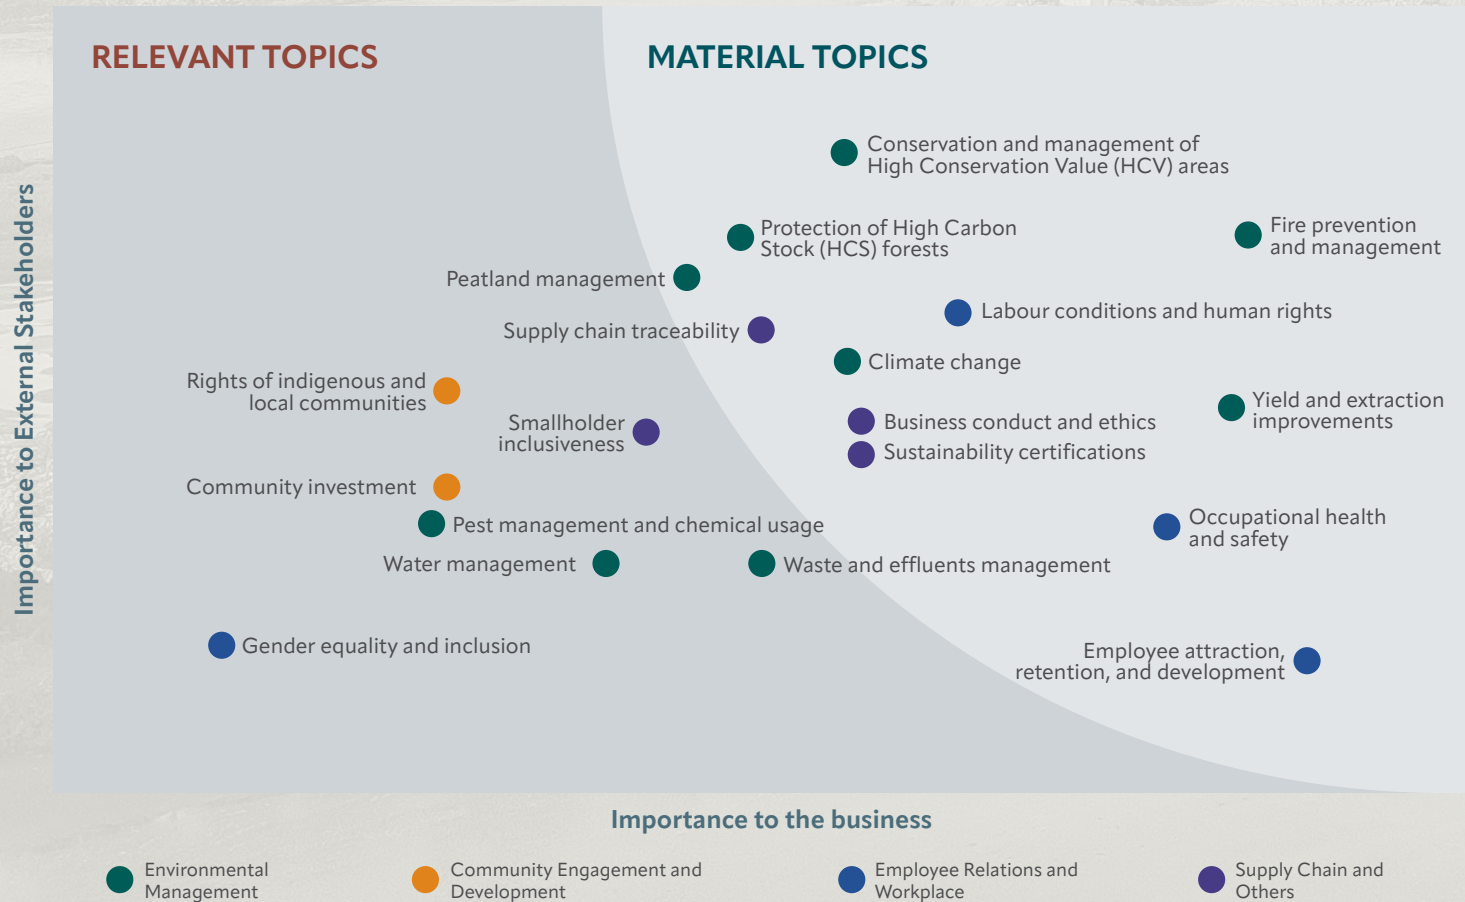 RELEVANT TOPICS
MATERIAL TOPICS
Conservation and management of
High Conservation Value (HCV) areas
Protection of High Carbon
Stock (HCS) forests
Fire prevention
and management
Peatland management
Labour conditions and human rights
Supply chain traceability
Climate change
Rights of indigenous and
local communities
Yield and extraction
improvements
Smallholder
inclusiveness
Business conduct and ethics
Sustainability certifications
Community investment
Pest management and chemical usage
Occupational health
and safety
Water management
Waste and effluents management
Gender equality and inclusion
Employee attraction,
retention, and development
Importance to External Stakeholders
Importance to the business
Environmental
Management
Community Engagement and
Development
Employee Relations and
Workplace
Supply Chain and
Others